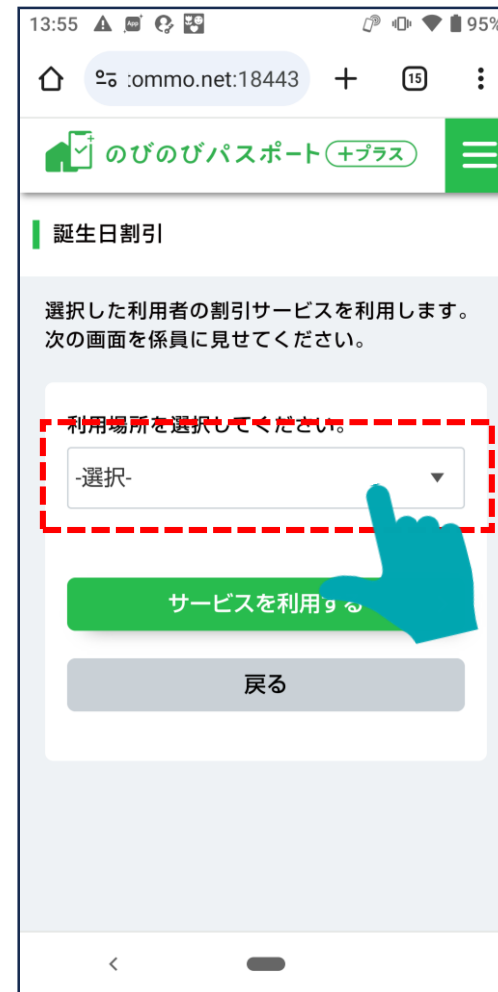 13:55 95%
:ommo.net:18443 15
のびのびパスポート +プラス
誕生日割引
選択した利用者の割引サービスを利用します。
次の画面を係員に見せてください。
利用場所を選択してください。
-選択-
サービスを利用する
戻る